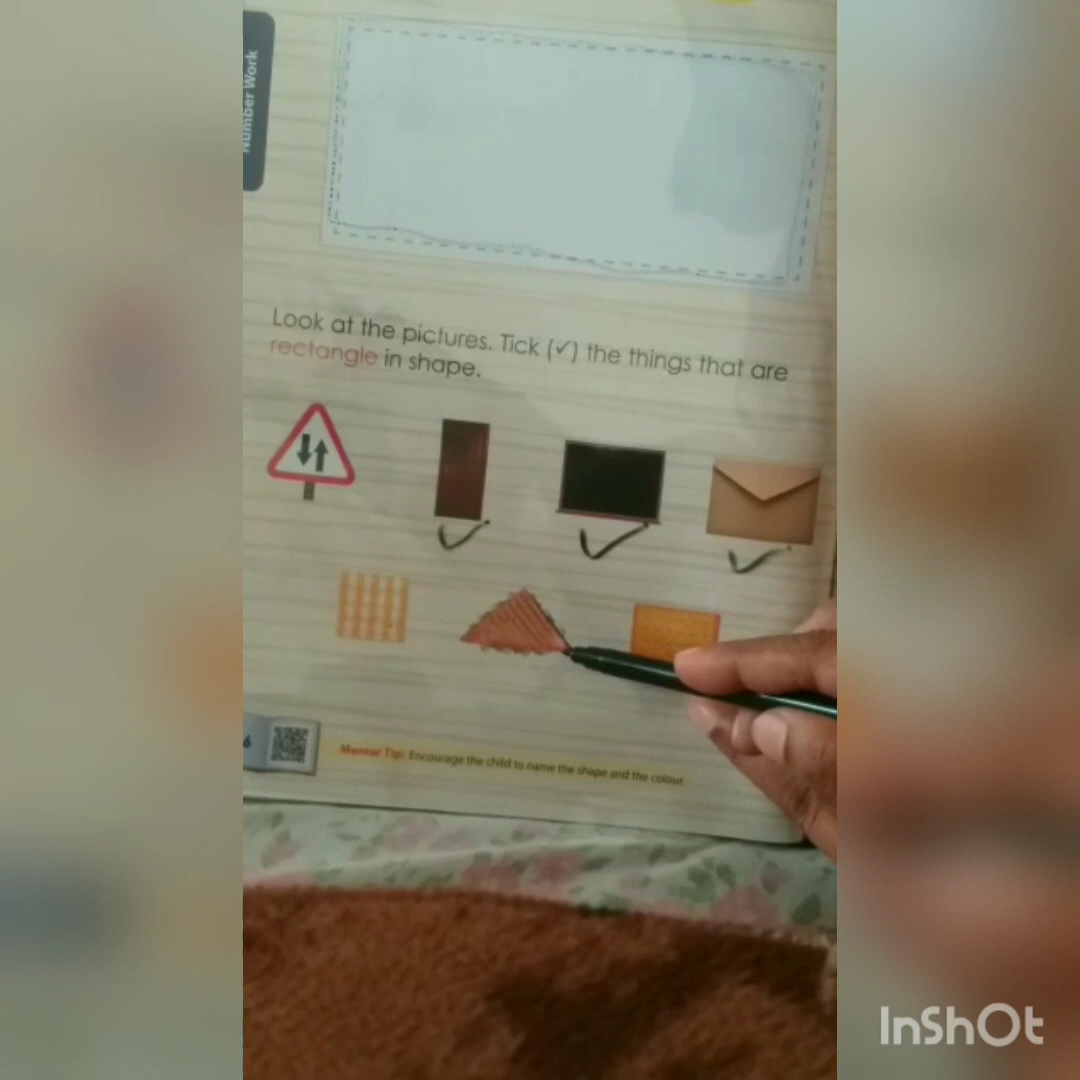 Number Work
Look at the pictures. Tick (✓) the things that are
rectangle in shape.
6
Mentor Tip: Encourage the child to name the shape and the colour.
InShOt